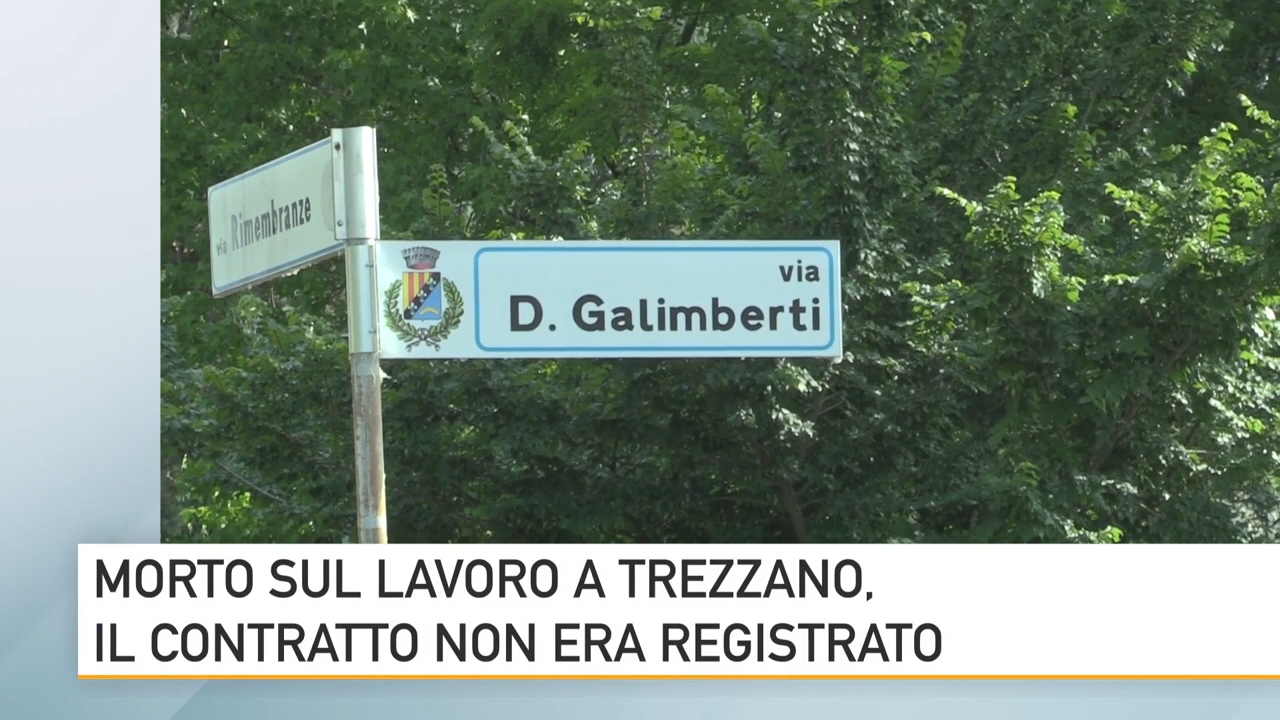 via Rimembranze
via
D. Galimberti
MORTO SUL LAVORO A TREZZANO,
IL CONTRATTO NON ERA REGISTRATO